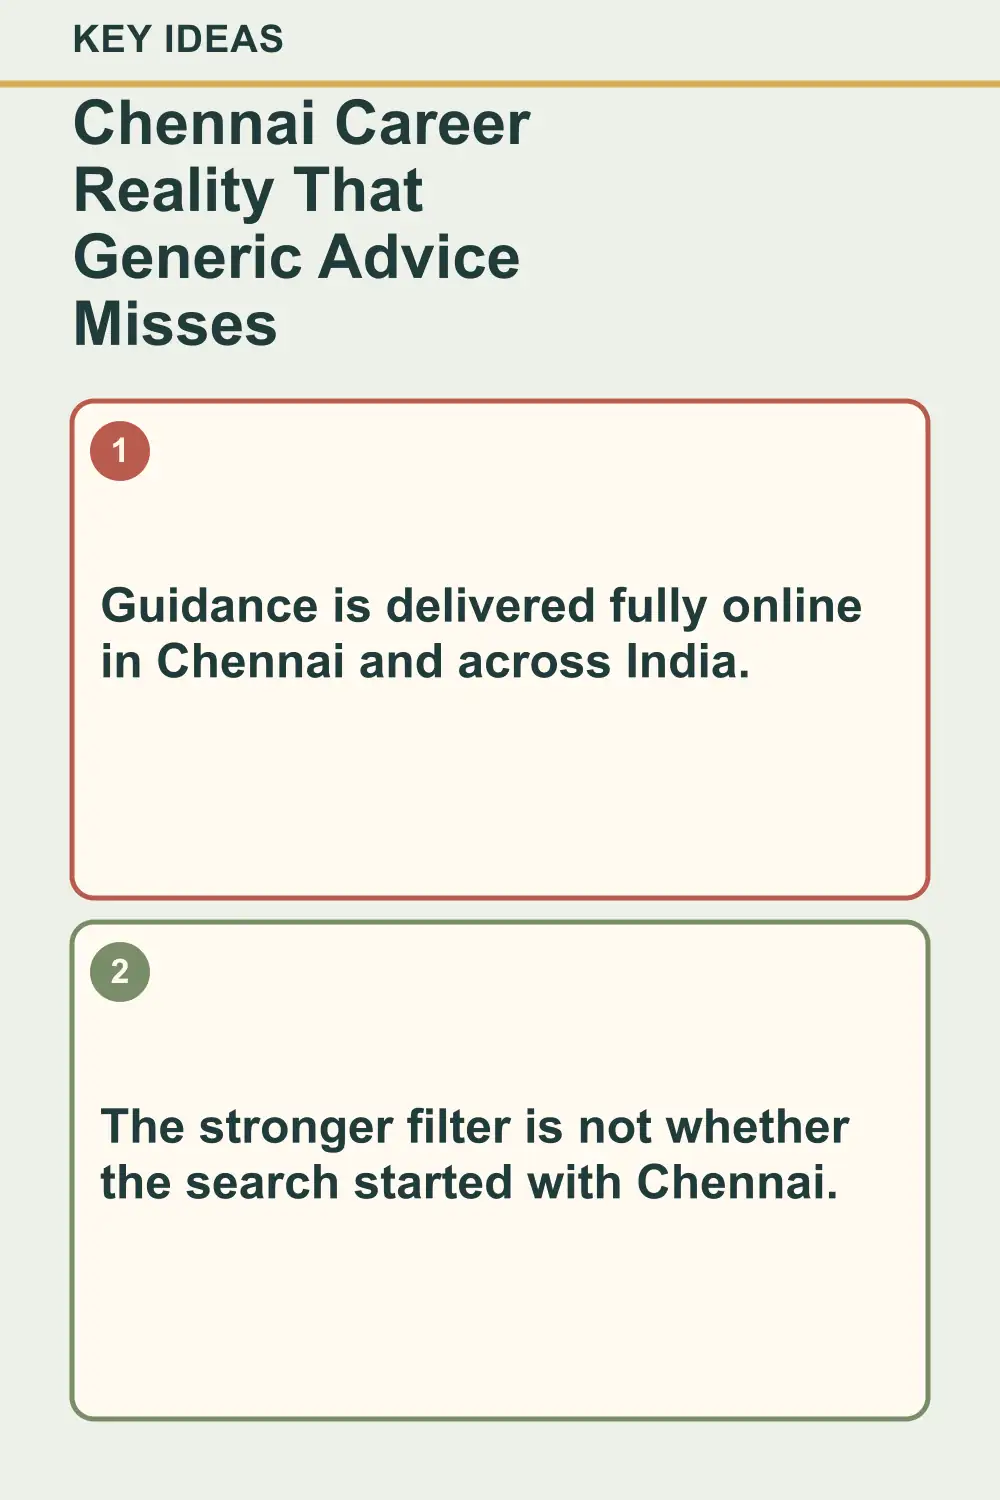 KEY IDEAS
Chennai Career
Reality That
Generic Advice
Misses
1
Guidance is delivered fully online
in Chennai and across India.
2
The stronger filter is not whether
the search started with Chennai.